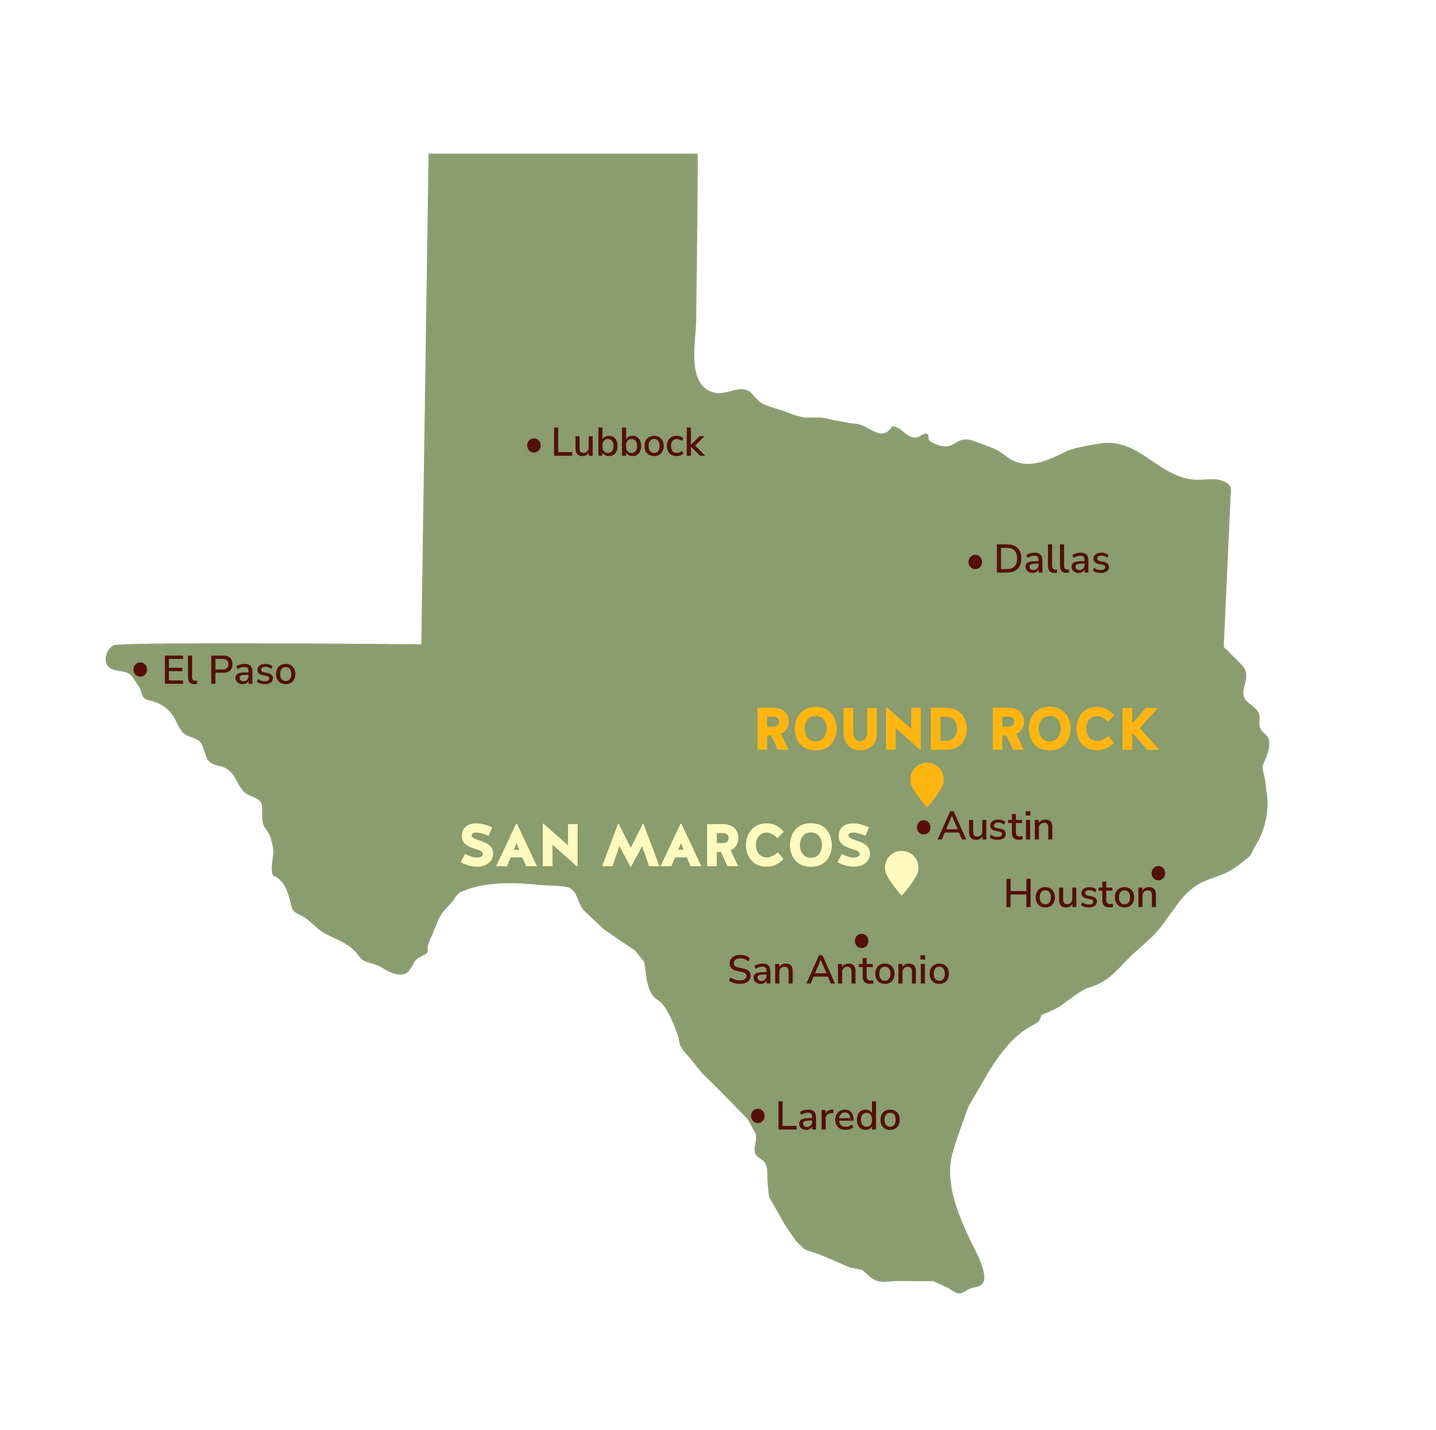 Lubbock
Dallas
El Paso
ROUND ROCK
Austin
SAN MARCOS
Houston
San Antonio
Laredo